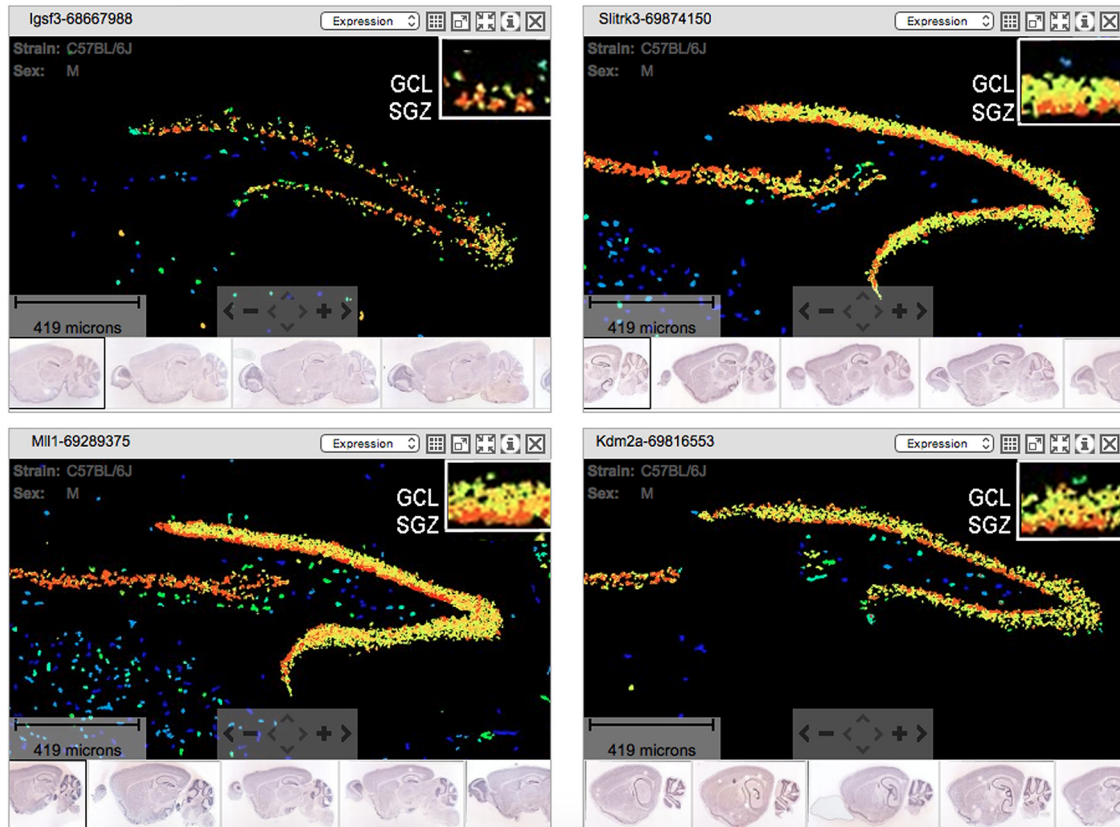 Igsf3-68667988 Expression
Strain: C57BL/6J
Sex: M
GCL
SGZ
419 microns
Slitrk3-69874150 Expression
Strain: C57BL/6J
Sex: M
GCL
SGZ
419 microns
Mll1-69289375 Expression
Strain: C57BL/6J
Sex: M
GCL
SGZ
419 microns
Kdm2a-69816553 Expression
Strain: C57BL/6J
Sex: M
GCL
SGZ
419 microns